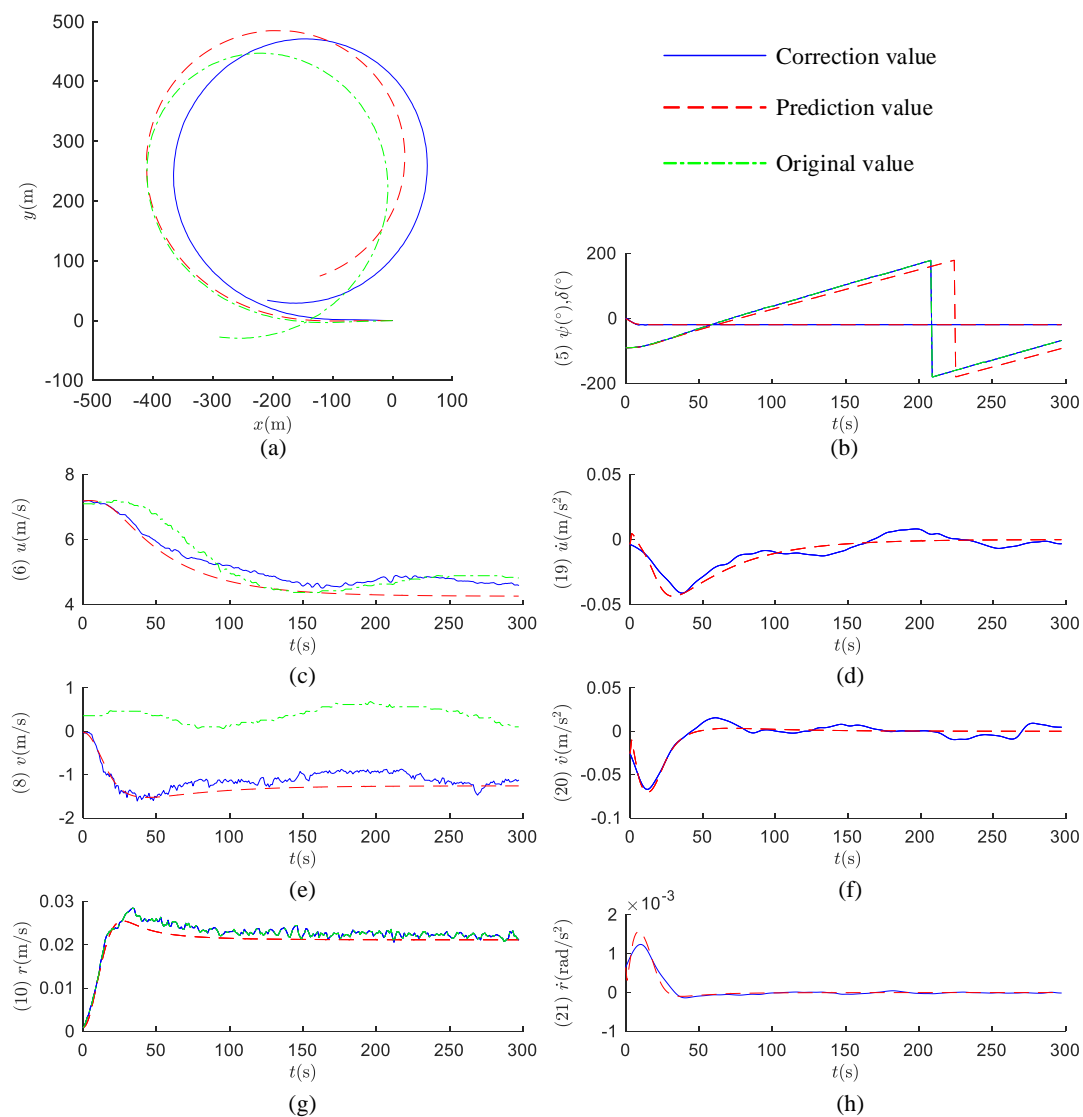 Correction value
Prediction value
Original value
500
400
300
200
100
0
-100
-500 -400 -300 -200 -100 0 100
y(m)
x(m)
(a)
200
0
-200
0 50 100 150 200 250 300
(5) ψ(°),δ(°)
t(s)
(b)
8
6
4
0 50 100 150 200 250 300
(6) u(m/s)
t(s)
(c)
0.05
0
-0.05
0 50 100 150 200 250 300
(19) u̇(m/s²)
t(s)
(d)
1
0
-1
-2
0 50 100 150 200 250 300
(8) v(m/s)
t(s)
(e)
0.05
0
-0.05
-0.1
0 50 100 150 200 250 300
(20) v̇(m/s²)
t(s)
(f)
0.03
0.02
0.01
0
0 50 100 150 200 250 300
(10) r(m/s)
t(s)
(g)
×10⁻³
2
1
0
-1
0 50 100 150 200 250 300
(21) ṙ(rad/s²)
t(s)
(h)